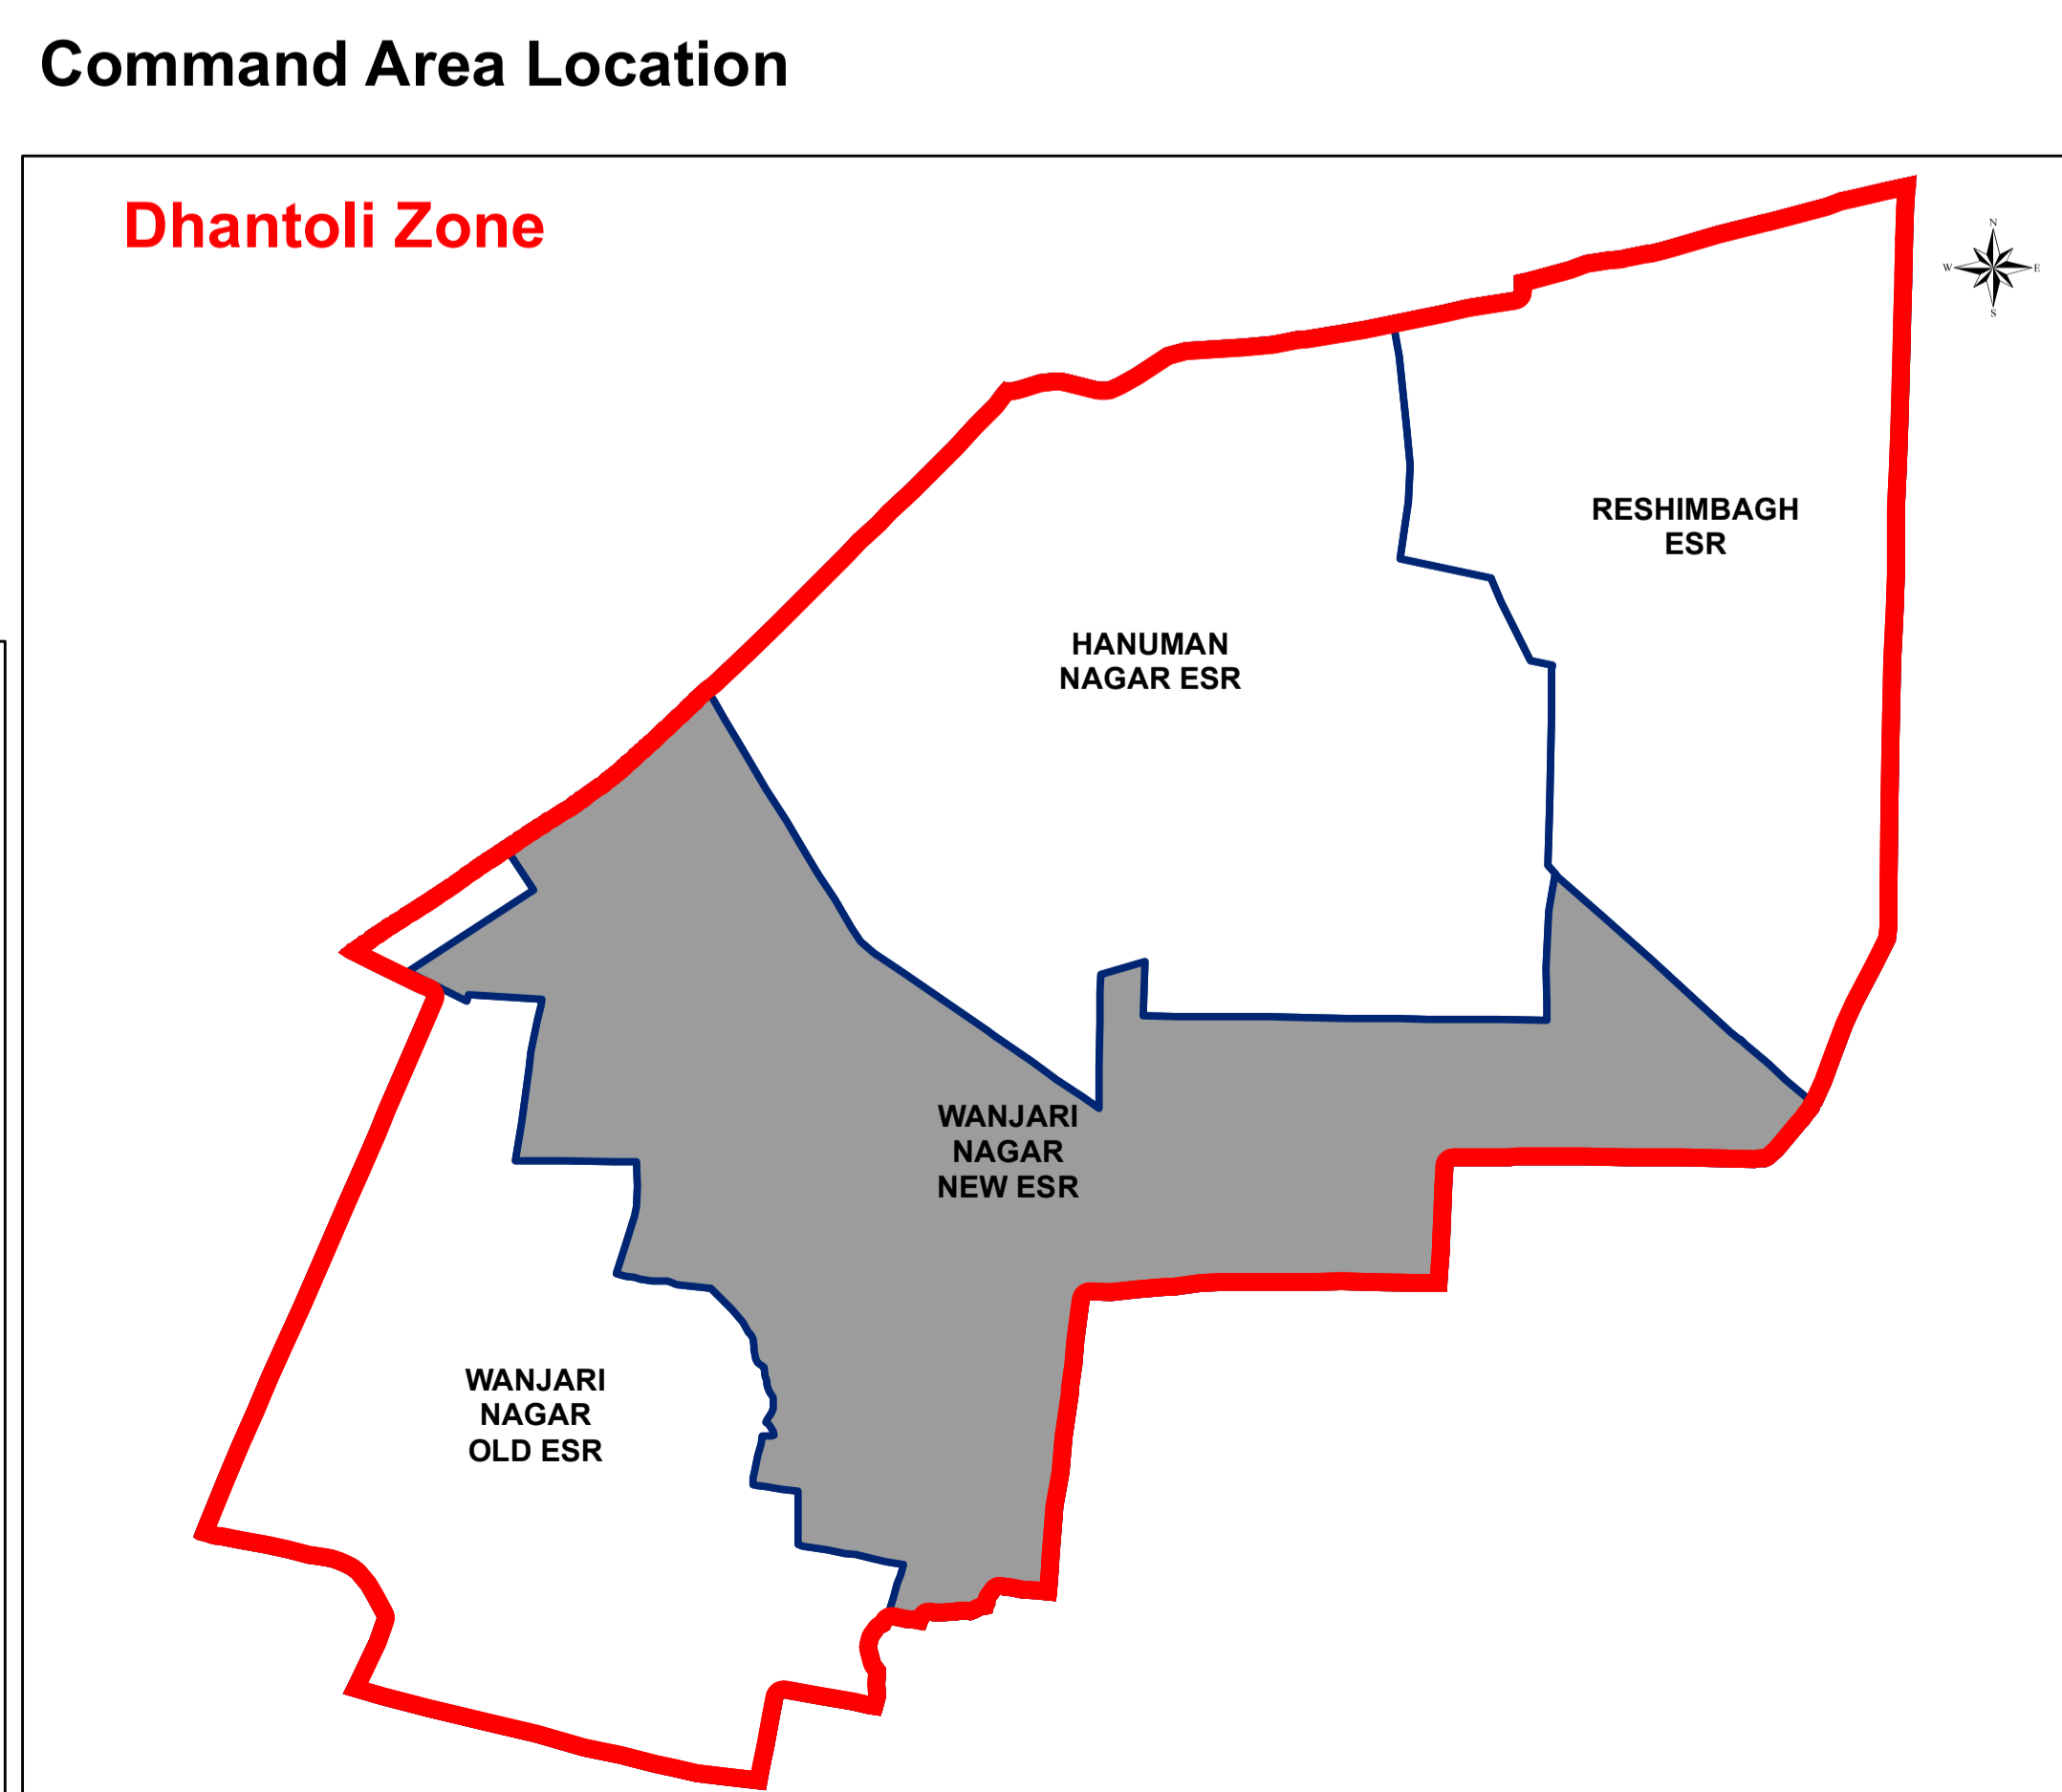 Command Area Location
Dhantoli Zone
N
W E
S
RESHIMBAGH
ESR
HANUMAN
NAGAR ESR
WANJARI
NAGAR
NEW ESR
WANJARI
NAGAR
OLD ESR